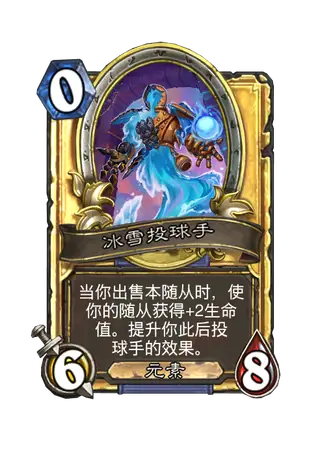 0
冰雪投球手
当你出售本随从时，使
你的随从获得+2生命
值。提升你此后投
球手的效果。
6
元素
8